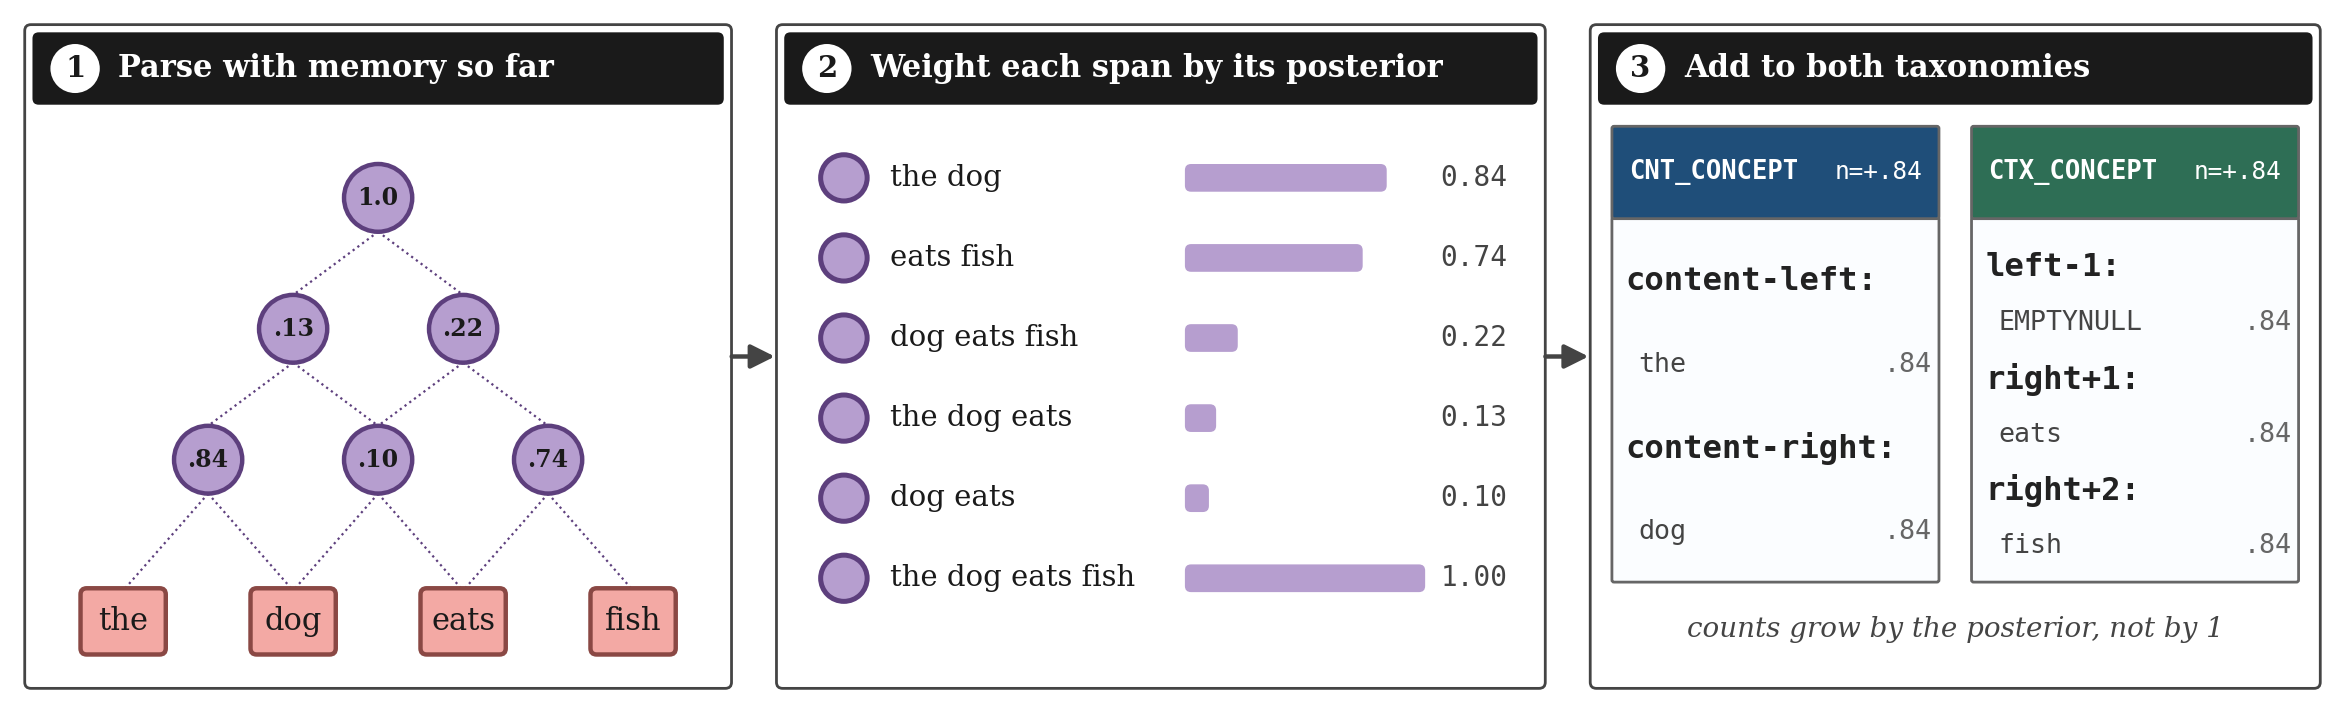 1 Parse with memory so far
1.0
.13 .22
.84 .10 .74
the dog eats fish
2 Weight each span by its posterior
the dog 0.84
eats fish 0.74
dog eats fish 0.22
the dog eats 0.13
dog eats 0.10
the dog eats fish 1.00
3 Add to both taxonomies
CNT_CONCEPT n=+.84
content-left:
the .84
content-right:
dog .84
CTX_CONCEPT n=+.84
left-1:
EMPTYNULL .84
right+1:
eats .84
right+2:
fish .84
counts grow by the posterior, not by 1